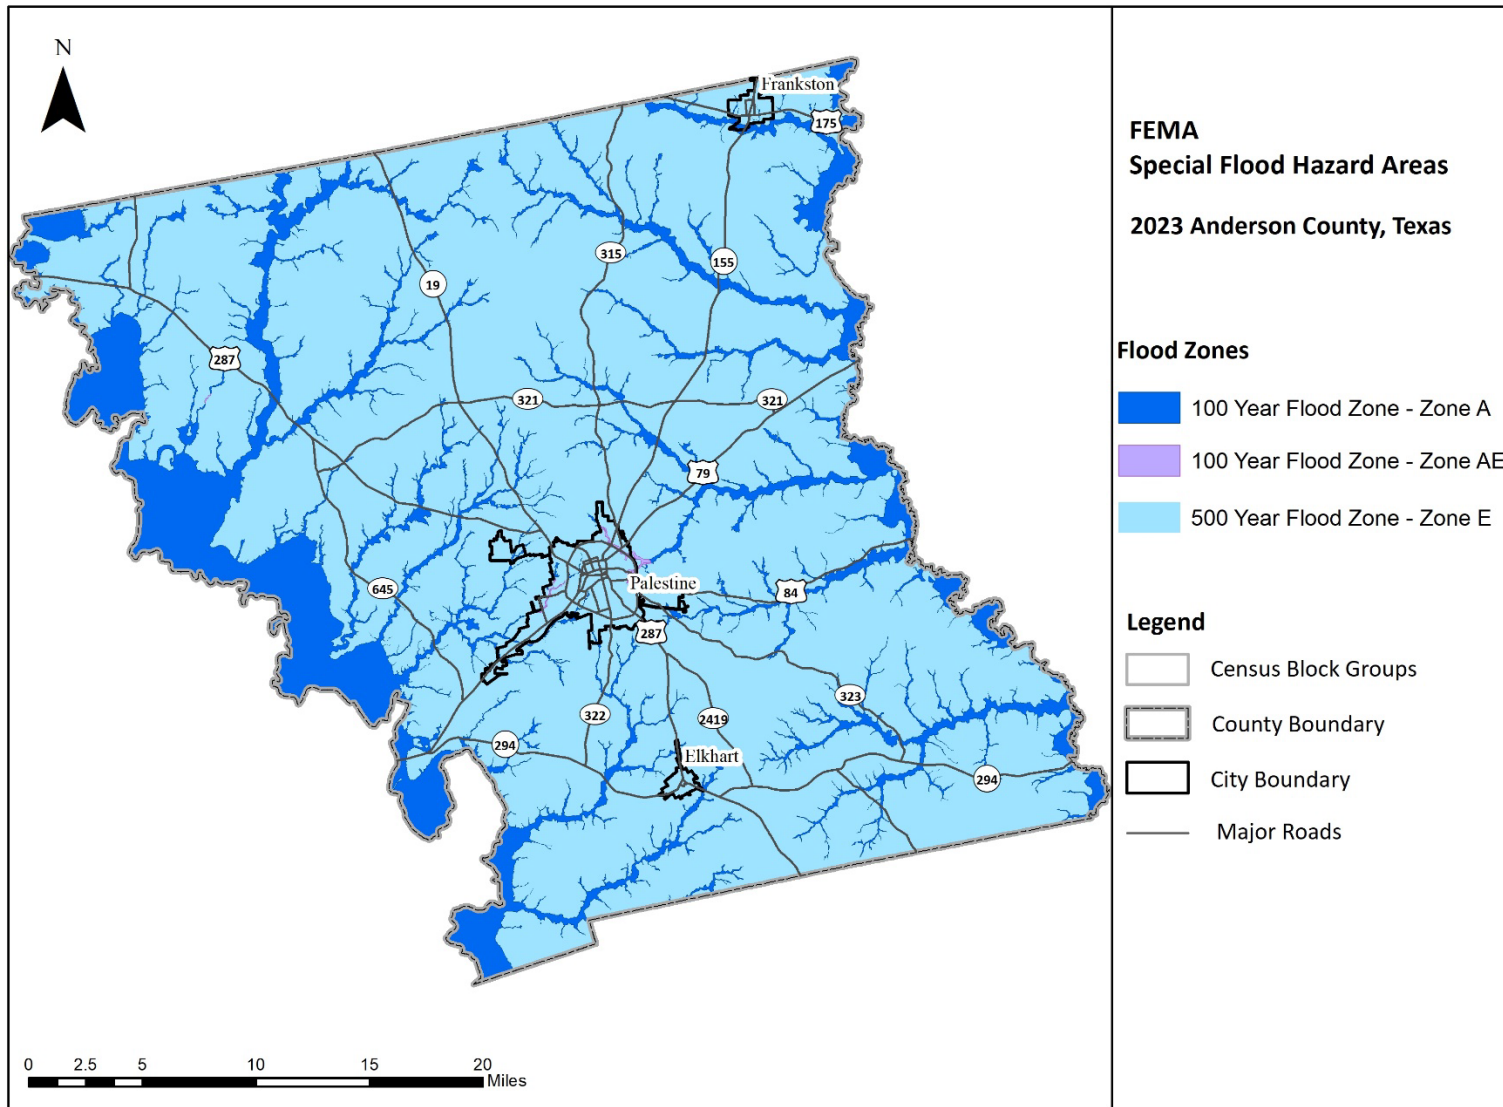 N
Frankston
175
315
155
19
287
321
321
79
Palestine
645
84
287
323
322
2419
294
Elkhart
294
0 2.5 5 10 15 20
Miles
FEMA
Special Flood Hazard Areas
2023 Anderson County, Texas
Flood Zones
100 Year Flood Zone - Zone A
100 Year Flood Zone - Zone AE
500 Year Flood Zone - Zone E
Legend
Census Block Groups
County Boundary
City Boundary
Major Roads